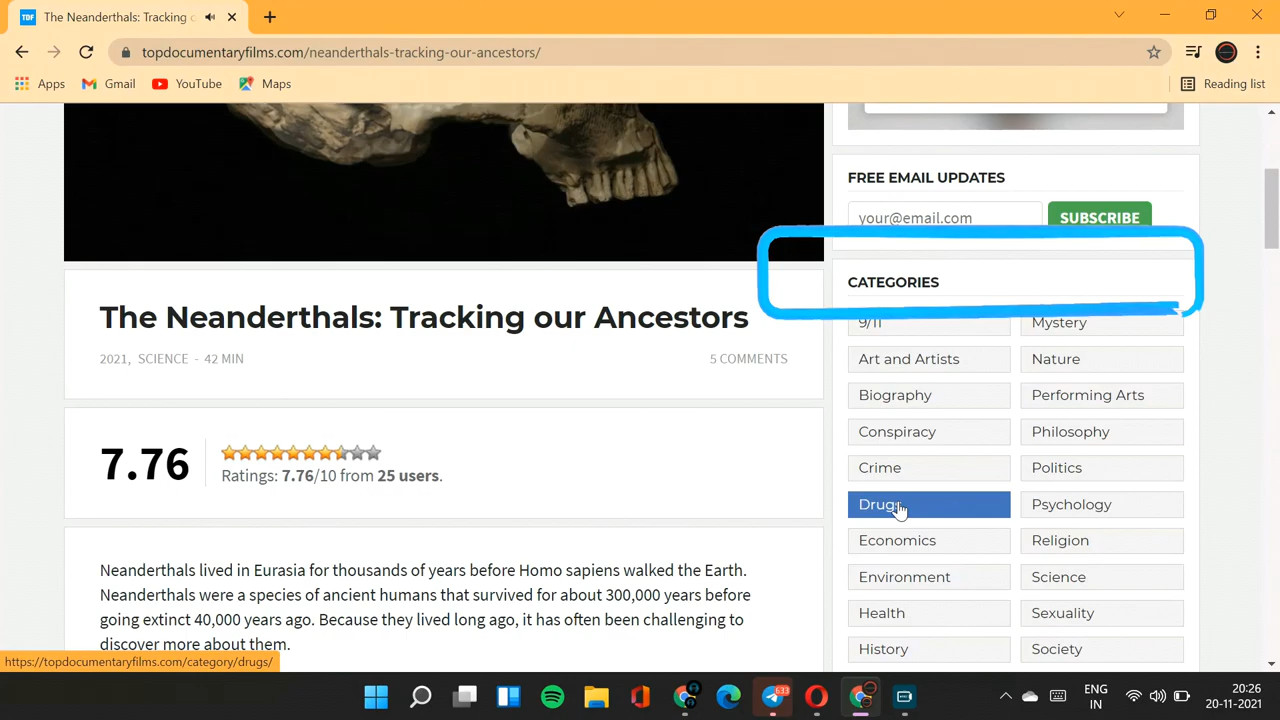 TDF The Neanderthals: Tracking
topdocumentaryfilms.com/neanderthals-tracking-our-ancestors/
Apps Gmail YouTube Maps Reading list
FREE EMAIL UPDATES
your@email.com SUBSCRIBE
CATEGORIES
9/11 Mystery
Art and Artists Nature
Biography Performing Arts
Conspiracy Philosophy
Crime Politics
Drugs Psychology
Economics Religion
Environment Science
Health Sexuality
History Society
The Neanderthals: Tracking our Ancestors
2021, SCIENCE - 42 MIN 5 COMMENTS
7.76
Ratings: 7.76/10 from 25 users.
Neanderthals lived in Eurasia for thousands of years before Homo sapiens walked the Earth.
Neanderthals were a species of ancient humans that survived for about 300,000 years before
going extinct 40,000 years ago. Because they lived long ago, it has often been challenging to
discover more about them.
https://topdocumentaryfilms.com/category/drugs/
633
ENG
IN
20:26
20-11-2021